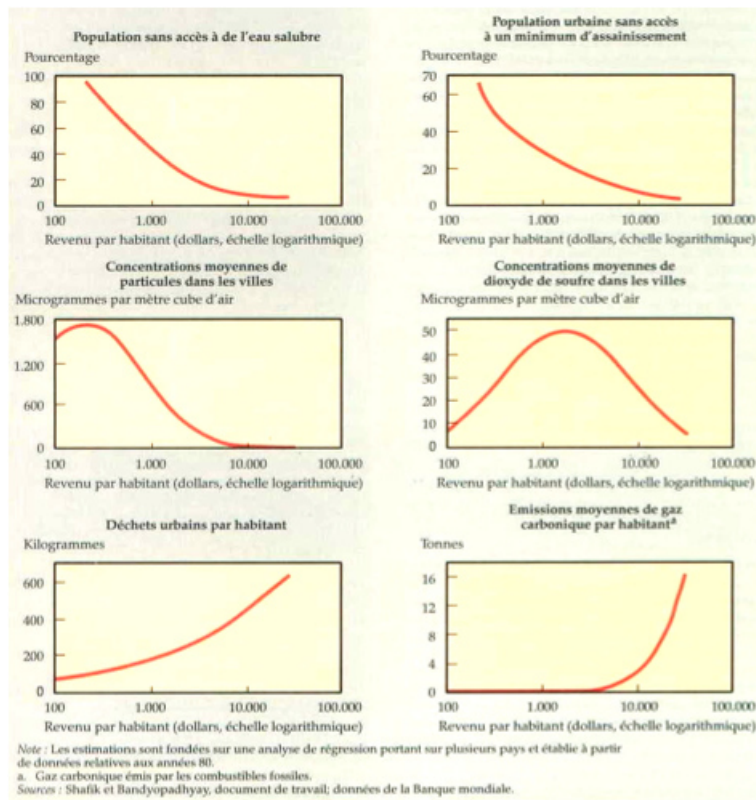 Population sans accès à de l'eau salubre
Pourcentage
100
80
60
40
20
0
100 1.000 10.000 100.000
Revenu par habitant (dollars, échelle logarithmique)
Population urbaine sans accès
à un minimum d'assainissement
Pourcentage
70
60
40
20
0
100 1.000 10.000 100.000
Revenu par habitant (dollars, échelle logarithmique)
Concentrations moyennes de
particules dans les villes
Microgrammes par mètre cube d'air
1.800
1.200
600
0
100 1.000 10.000 100.000
Revenu par habitant (dollars, échelle logarithmique)
Concentrations moyennes de
dioxyde de soufre dans les villes
Microgrammes par mètre cube d'air
50
40
30
20
10
0
100 1.000 10.000 100.000
Revenu par habitant (dollars, échelle logarithmique)
Déchets urbains par habitant
Kilogrammes
600
400
200
0
100 1.000 10.000 100.000
Revenu par habitant (dollars, échelle logarithmique)
Emissions moyennes de gaz
carbonique par habitantᵃ
Tonnes
16
12
8
4
0
100 1.000 10.000 100.000
Revenu par habitant (dollars, échelle logarithmique)
Note : Les estimations sont fondées sur une analyse de régression portant sur plusieurs pays et établie à partir
de données relatives aux années 80.
a. Gaz carbonique émis par les combustibles fossiles.
Sources : Shafik et Bandyopadhyay, document de travail; données de la Banque mondiale.